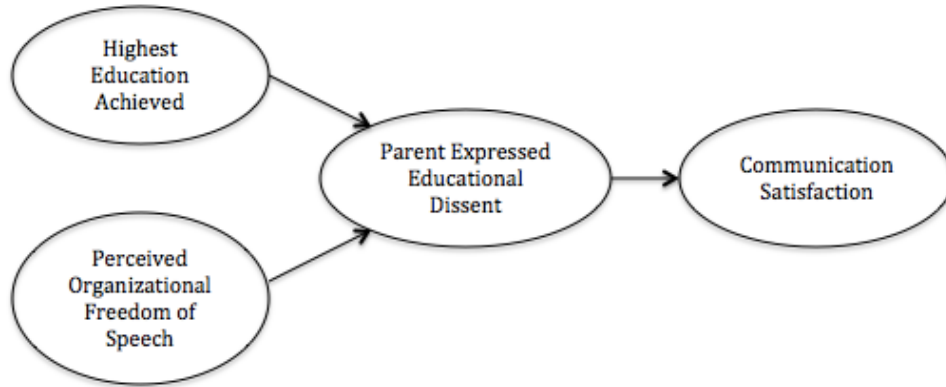 Highest
Education
Achieved
Parent Expressed
Educational
Dissent
Communication
Satisfaction
Perceived
Organizational
Freedom of
Speech